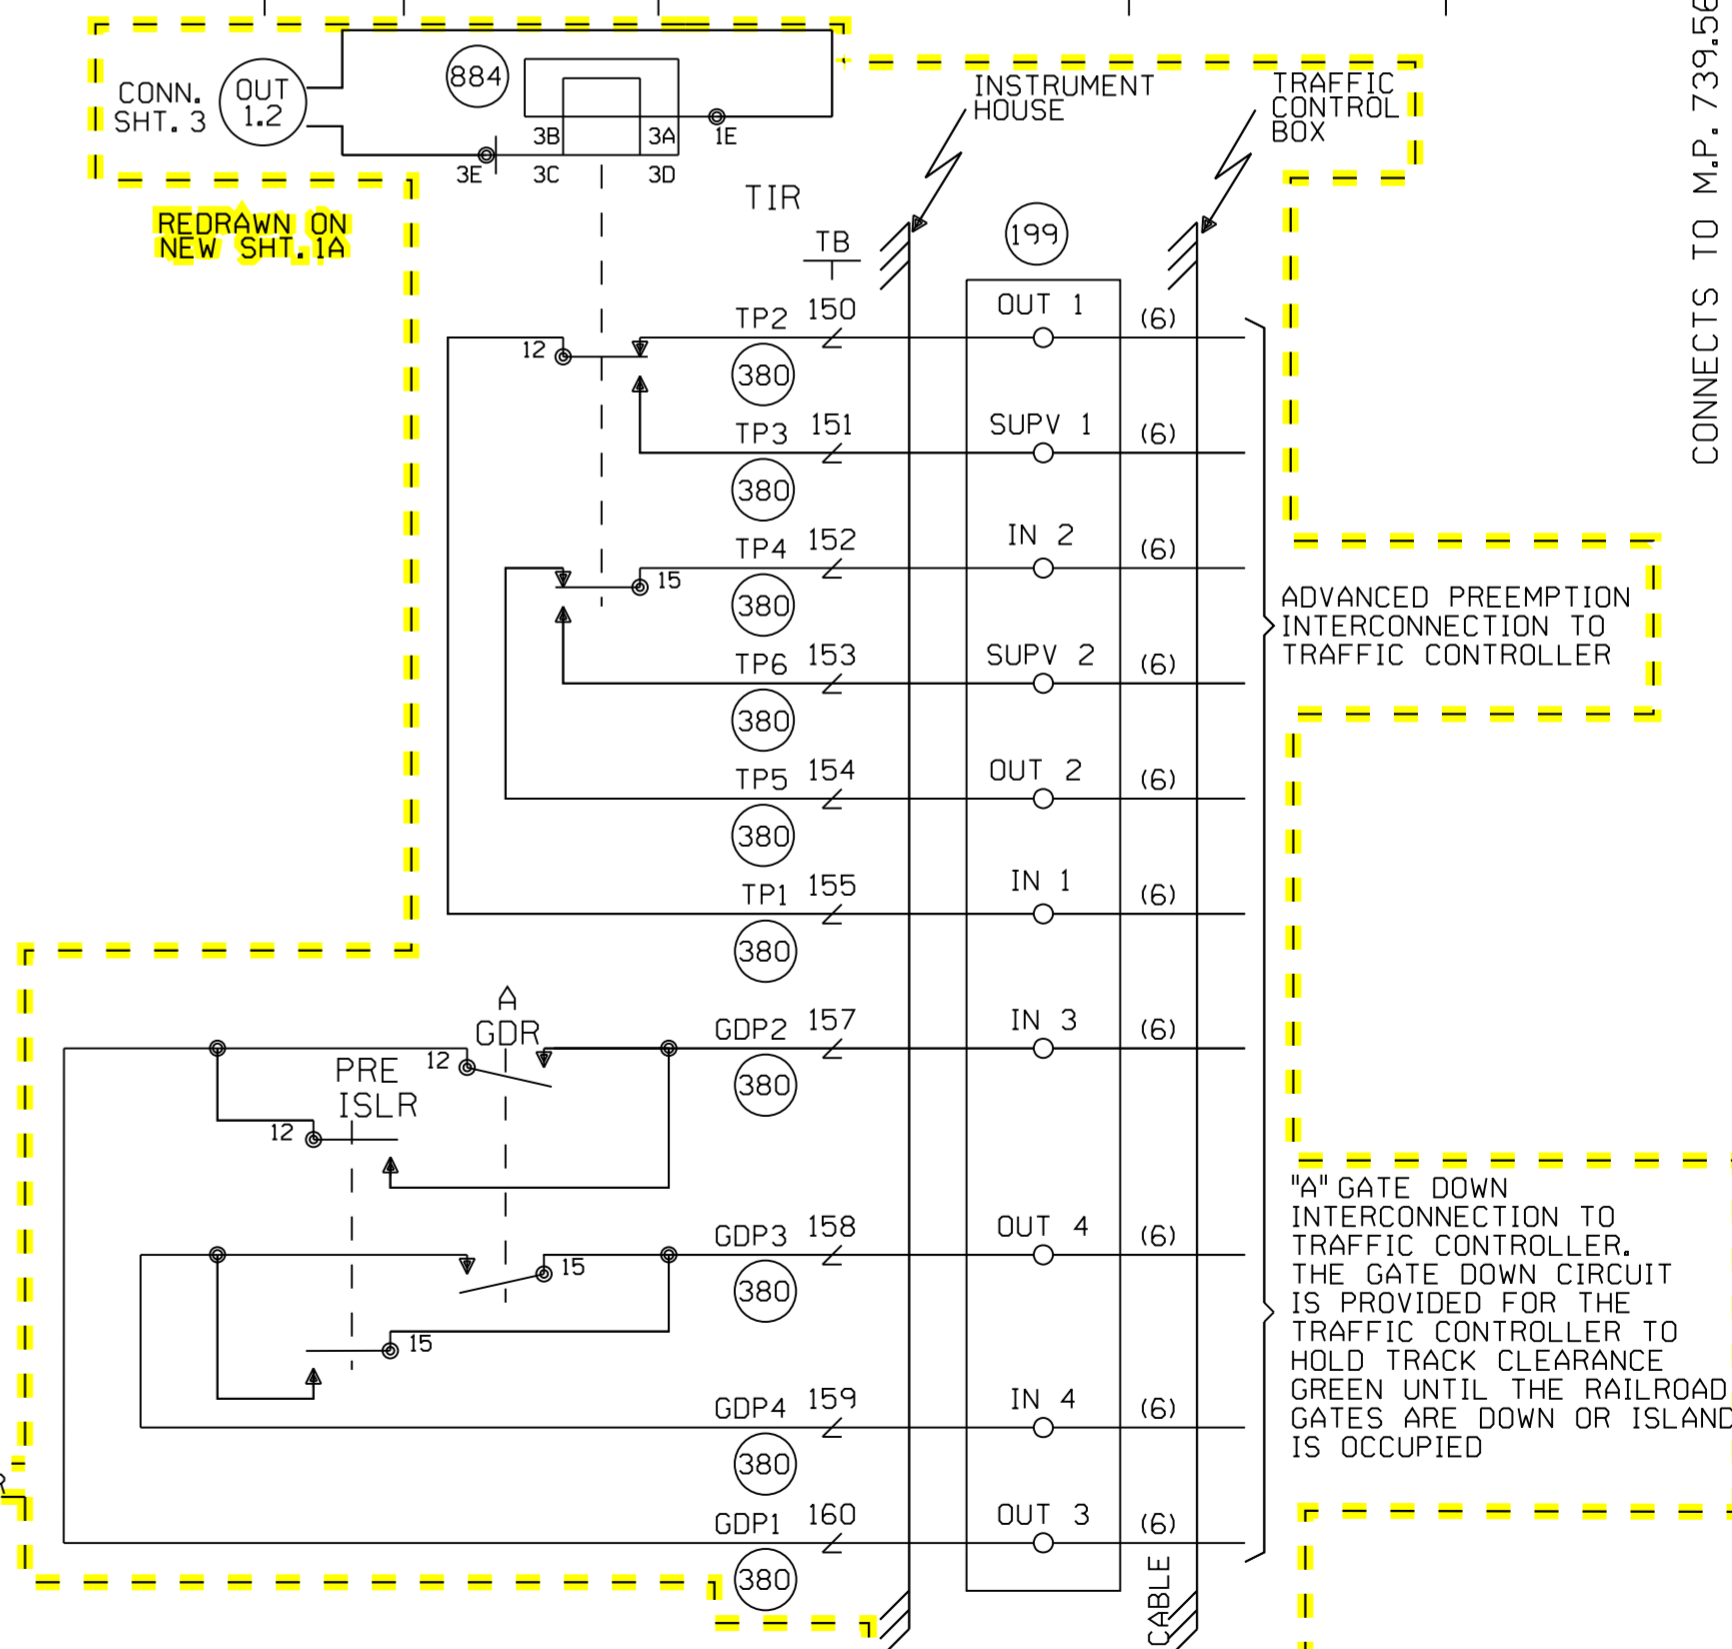 CONN.
SHT. 3
OUT
1.2
884
3B
3A
1E
3E
3C
3D
INSTRUMENT
HOUSE
TRAFFIC
CONTROL
BOX
REDRAWN ON
NEW SHT. 1A
TIR
TB
199
TP2 150 OUT 1 (6)
12
380
TP3 151 SUPV 1 (6)
380
TP4 152 IN 2 (6)
15
380
TP6 153 SUPV 2 (6)
380
TP5 154 OUT 2 (6)
380
TP1 155 IN 1 (6)
380
ADVANCED PREEMPTION
INTERCONNECTION TO
TRAFFIC CONTROLLER
A
GDR
GDP2 157 IN 3 (6)
12
380
PRE
ISLR
12
GDP3 158 OUT 4 (6)
15
380
15
GDP4 159 IN 4 (6)
380
GDP1 160 OUT 3 (6)
380
CABLE
"A" GATE DOWN
INTERCONNECTION TO
TRAFFIC CONTROLLER.
THE GATE DOWN CIRCUIT
IS PROVIDED FOR THE
TRAFFIC CONTROLLER TO
HOLD TRACK CLEARANCE
GREEN UNTIL THE RAILROAD
GATES ARE DOWN OR ISLAND
IS OCCUPIED
CONNECTS TO M.P. 739.56